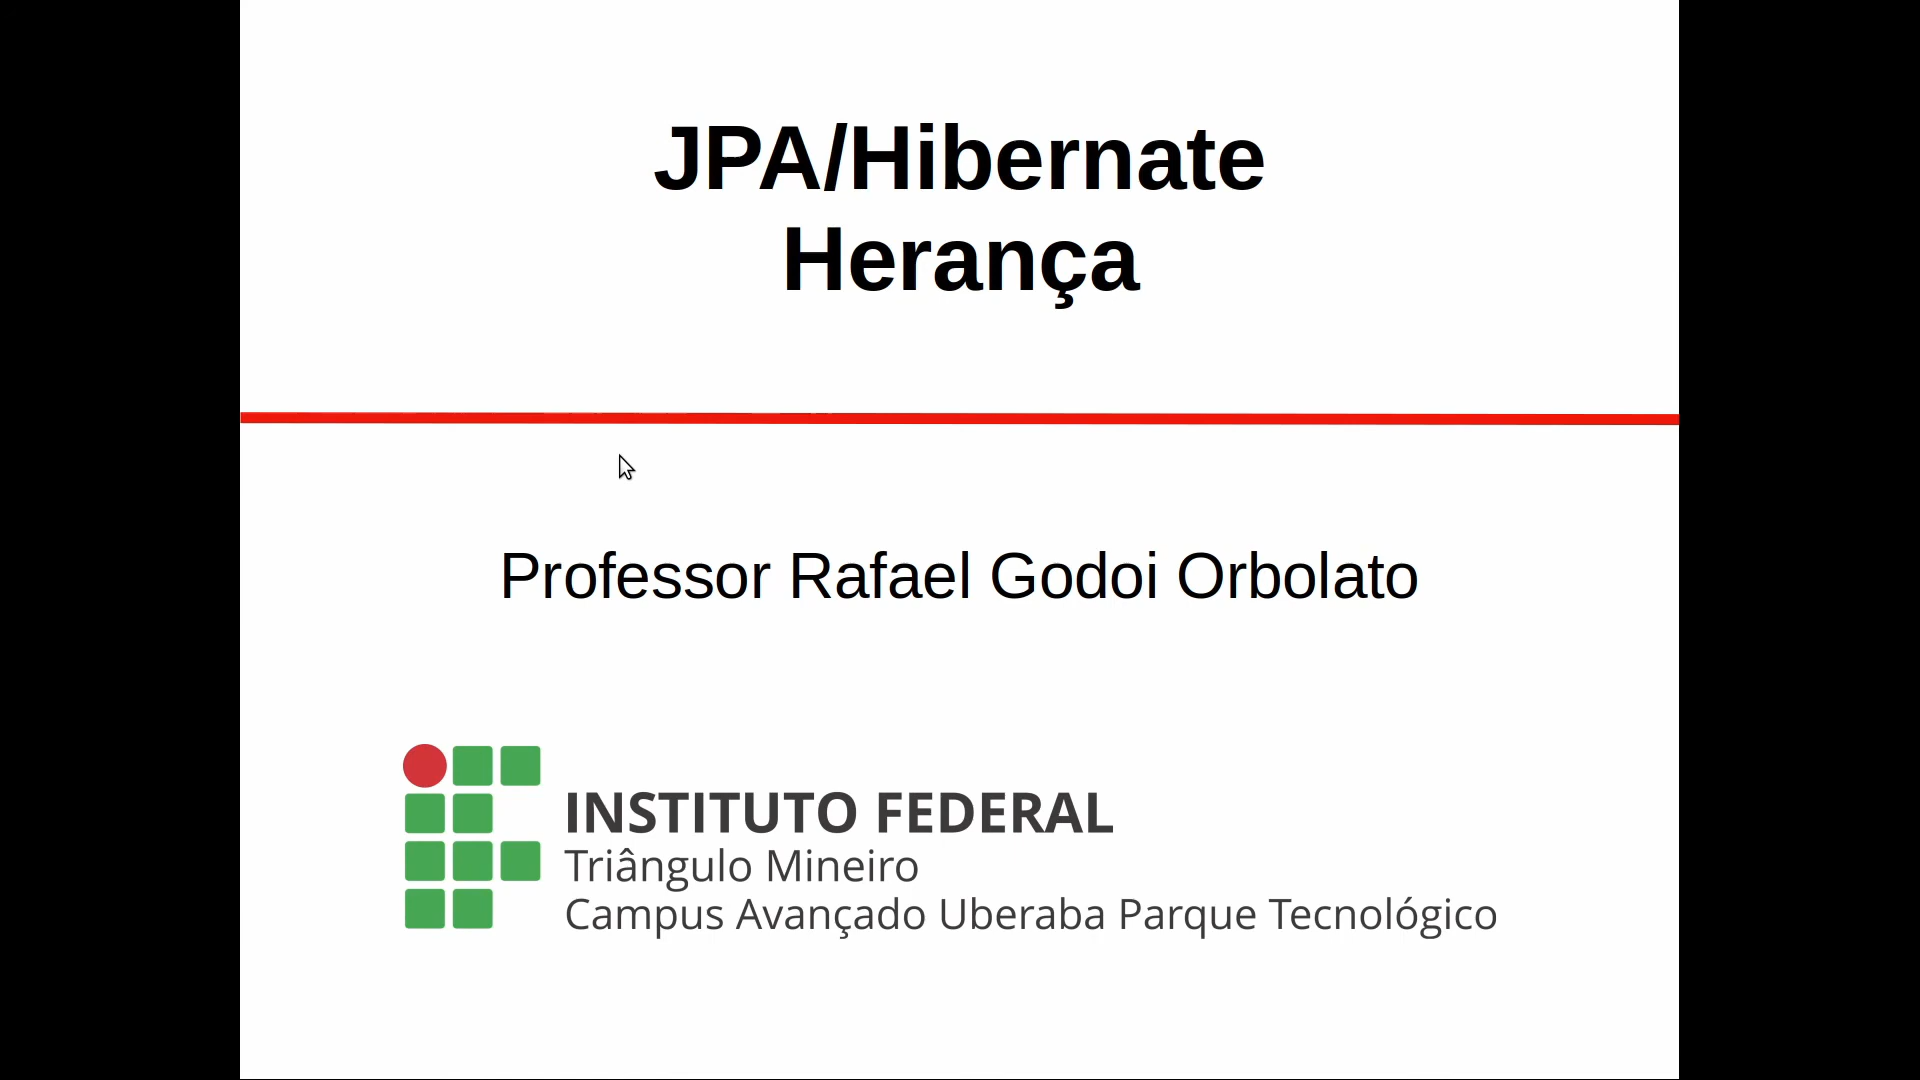 JPA/Hibernate
Herança
Professor Rafael Godoi Orbolato
INSTITUTO FEDERAL
Triângulo Mineiro
Campus Avançado Uberaba Parque Tecnológico